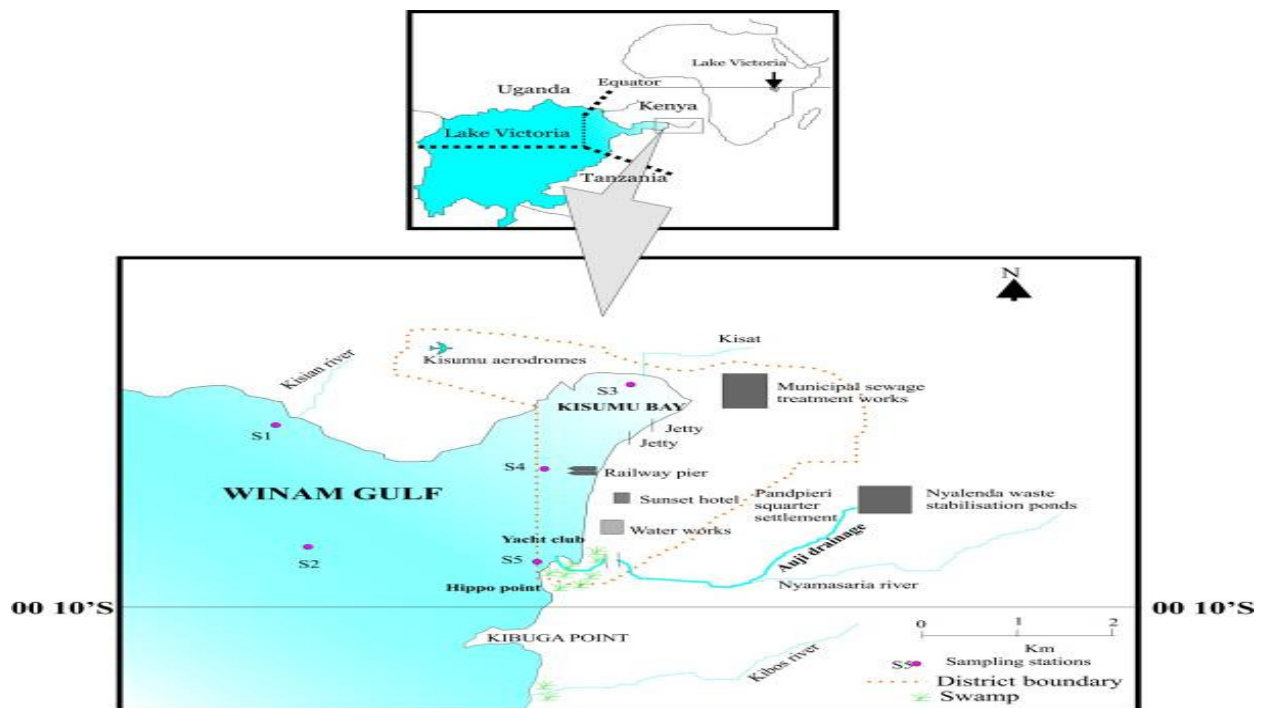 Lake Victoria
Equator
Uganda
Kenya
Lake Victoria
Tanzania
N
Kisat
Kisian river
Kisumu aerodromes
S3
Municipal sewage
treatment works
KISUMU BAY
S1
Jetty
Jetty
S4
Railway pier
WINAM GULF
Sunset hotel
Pandpieri
squarter
settlement
Nyalenda waste
stabilisation ponds
Water works
Yacht club
S2
S5
Auji drainage
Hippo point
Nyamasaria river
00 10’S
00 10’S
KIBUGA POINT
0
1
2
Km
Kibos river
S5
Sampling stations
District boundary
Swamp